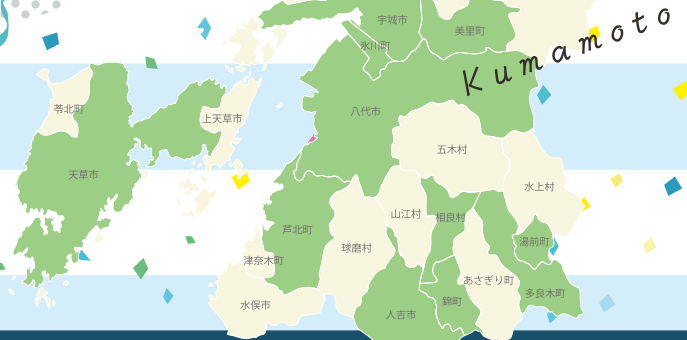 宇城市
美里町
氷川町
Kumamoto
苓北町
上天草市
八代市
五木村
天草市
水上村
山江村
相良村
芦北町
湯前町
球磨村
津奈木町
あさぎり町
多良木町
水俣市
錦町
人吉市